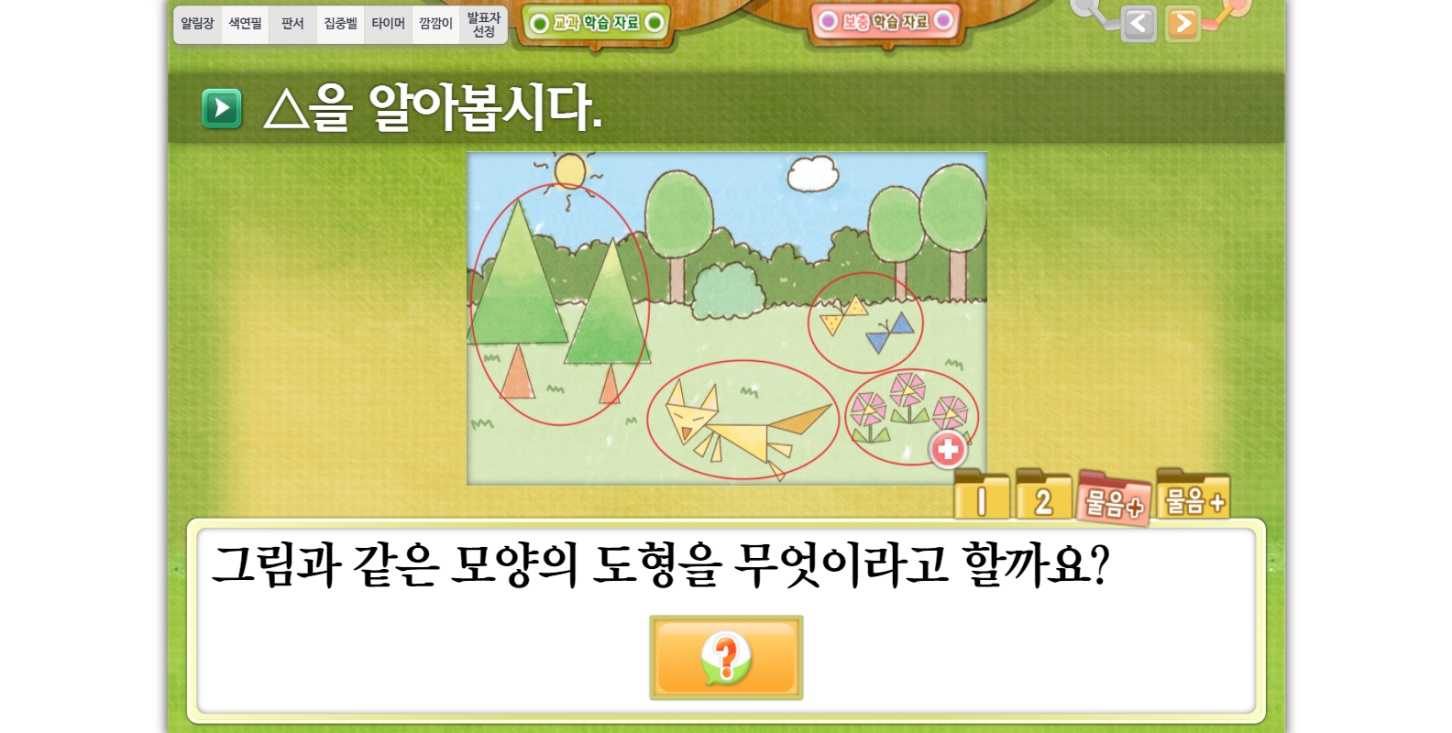 알림장 색연필 판서 집중벨 타이머 깜깜이 발표자
선정
교과 학습 자료
보충 학습 자료
△을 알아봅시다.
1 2 물음+ 물음+
그림과 같은 모양의 도형을 무엇이라고 할까요?
?